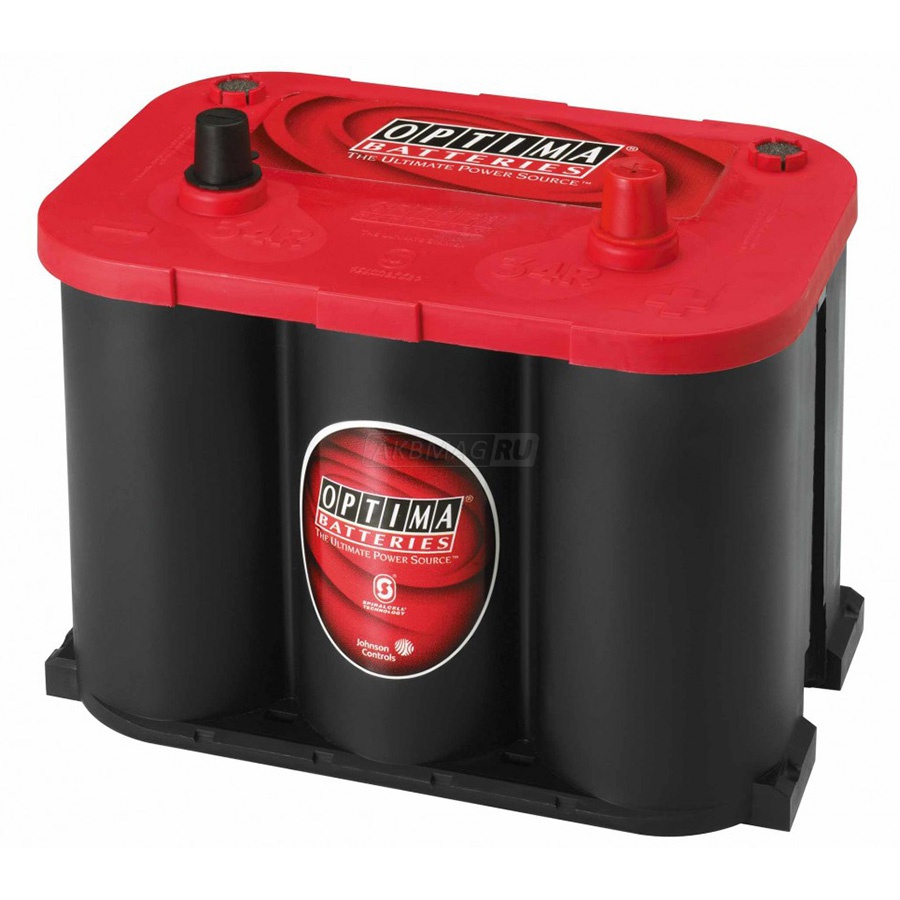 OPTIMA®
BATTERIES
THE ULTIMATE POWER SOURCE™
34R
34R
AKBMAG.RU
OPTIMA®
BATTERIES
THE ULTIMATE POWER SOURCE™
S®
SPIRALCELL
TECHNOLOGY
Johnson
Controls